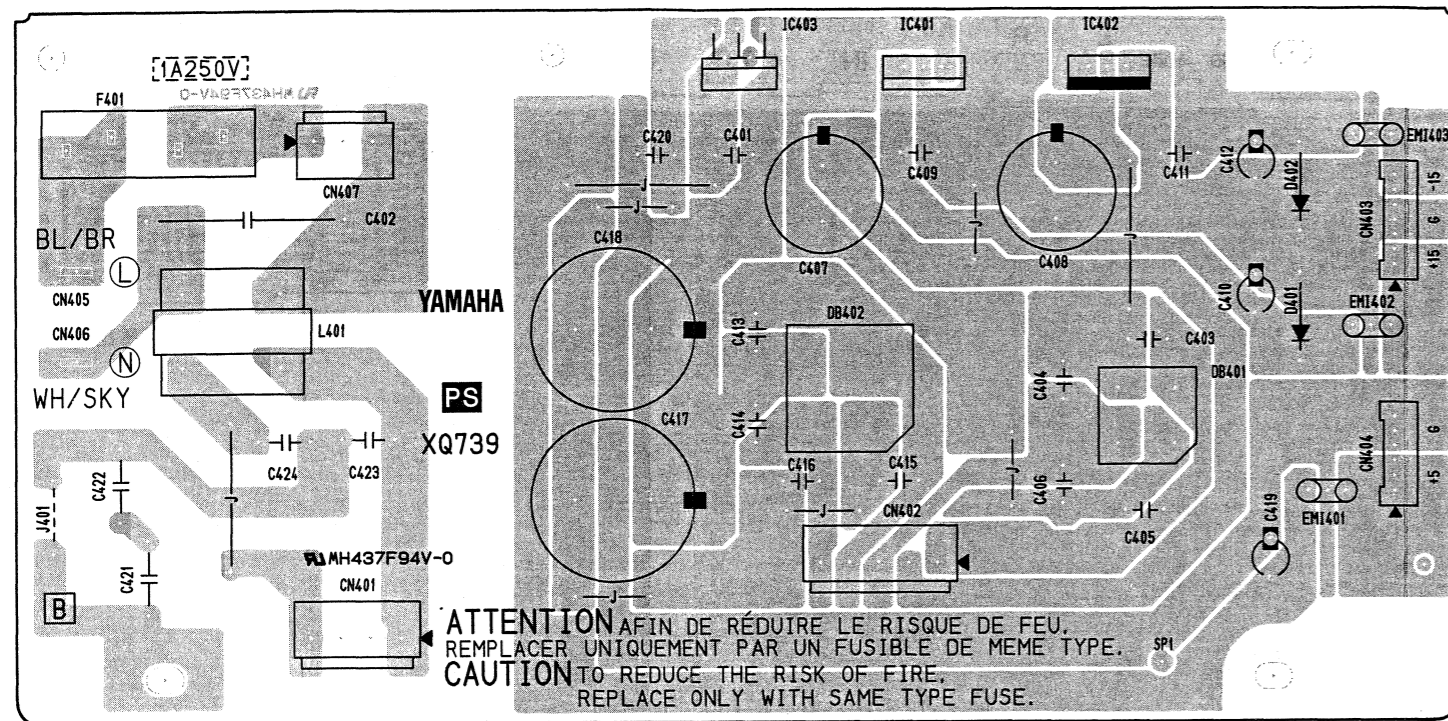 IC403
IC401
IC402
1A250V
MH437F94V-0
F401
C420
C401
C409
C411
C412
D402
EMI403
CN407
C402
-15
G
+15
CN403
BL/BR
L
CN405
C418
C407
C408
C410
D401
EMI402
CN406
N
L401
YAMAHA
C413
DB402
C403
DB401
WH/SKY
PS
XQ739
C417
C414
C404
G
+5
CN404
C424
C423
C416
C415
C406
C405
C422
J401
J
J
J
J
J
J
J
J
CN402
C419
EMI401
MH437F94V-0
CN401
C421
B
ATTENTION AFIN DE RÉDUIRE LE RISQUE DE FEU,
REMPLACER UNIQUEMENT PAR UN FUSIBLE DE MEME TYPE.
CAUTION TO REDUCE THE RISK OF FIRE,
REPLACE ONLY WITH SAME TYPE FUSE.
SP1